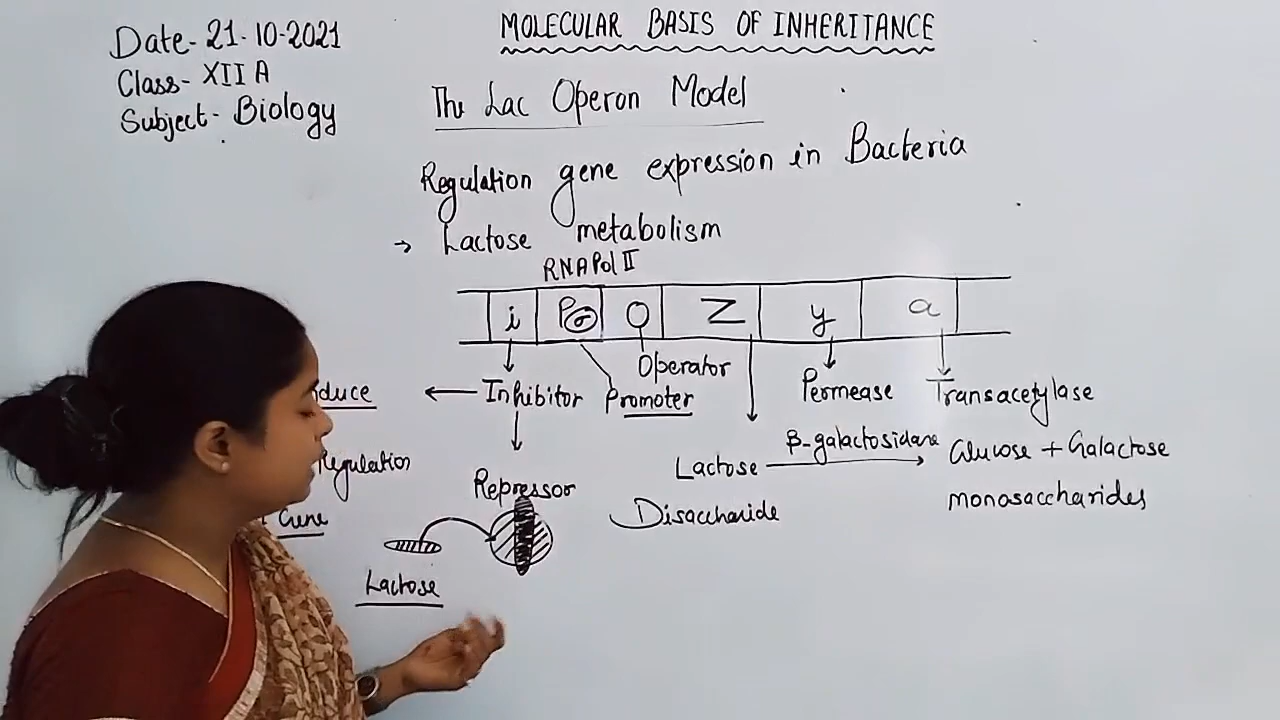 Date- 21-10-2021
Class- XII A
Subject- Biology
MOLECULAR BASIS OF INHERITANCE
The Lac Operon Model
Regulation gene expression in Bacteria
→ Lactose metabolism
RNA Pol II
i P O Z y a
Operator
Promoter
Inhibitor
Permease
Transacetylase
Lactose β-galactosidase Glucose + Galactose
Disaccharide
monosaccharides
Regulation
Gene
Repressor
Lactose